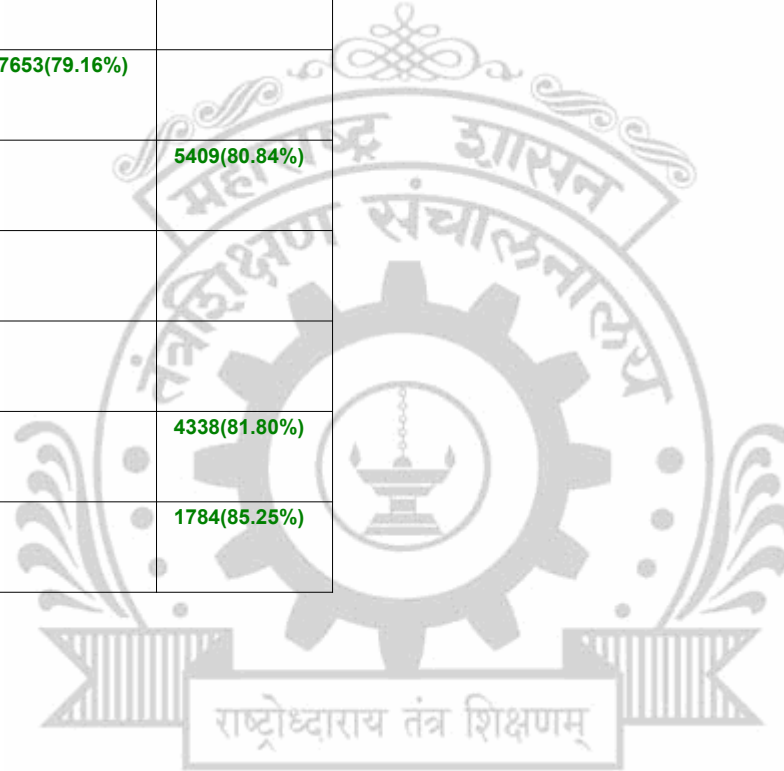 7653(79.16%)
5409(80.84%)
महाराष्ट्र शासन
तंत्रशिक्षण संचालनालय
4338(81.80%)
1784(85.25%)
राष्ट्रोध्दाराय तंत्र शिक्षणम्